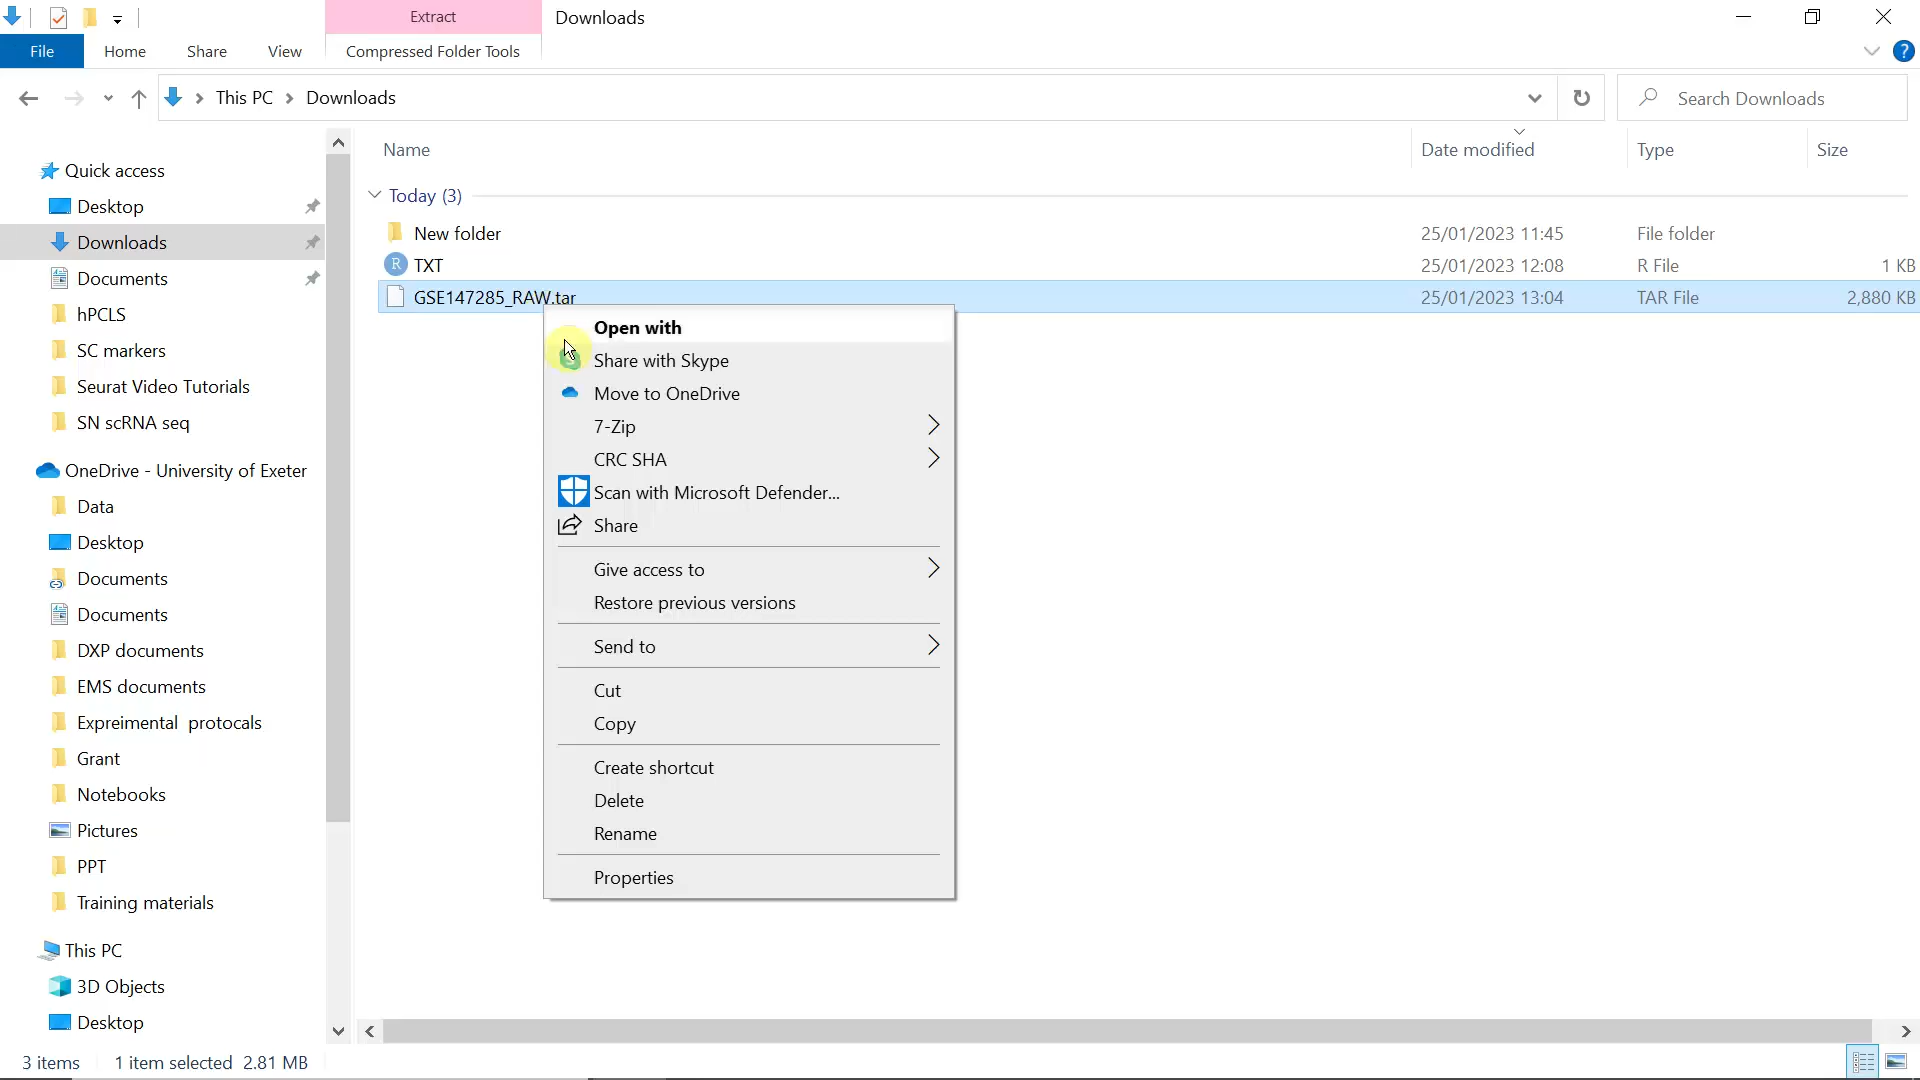 Extract
Downloads
File
Home
Share
View
Compressed Folder Tools
?
This PC
Downloads
Search Downloads
Name
Date modified
Type
Size
Quick access
Desktop
Downloads
Documents
hPCLS
SC markers
Seurat Video Tutorials
SN scRNA seq
OneDrive - University of Exeter
Data
Desktop
Documents
Documents
DXP documents
EMS documents
Expreimental protocals
Grant
Notebooks
Pictures
PPT
Training materials
This PC
3D Objects
Desktop
Today (3)
New folder 25/01/2023 11:45 File folder
R TXT 25/01/2023 12:08 R File 1 KB
GSE147285_RAW.tar 25/01/2023 13:04 TAR File 2,880 KB
Open with
Share with Skype
Move to OneDrive
7-Zip
CRC SHA
Scan with Microsoft Defender...
Share
Give access to
Restore previous versions
Send to
Cut
Copy
Create shortcut
Delete
Rename
Properties
3 items 1 item selected 2.81 MB